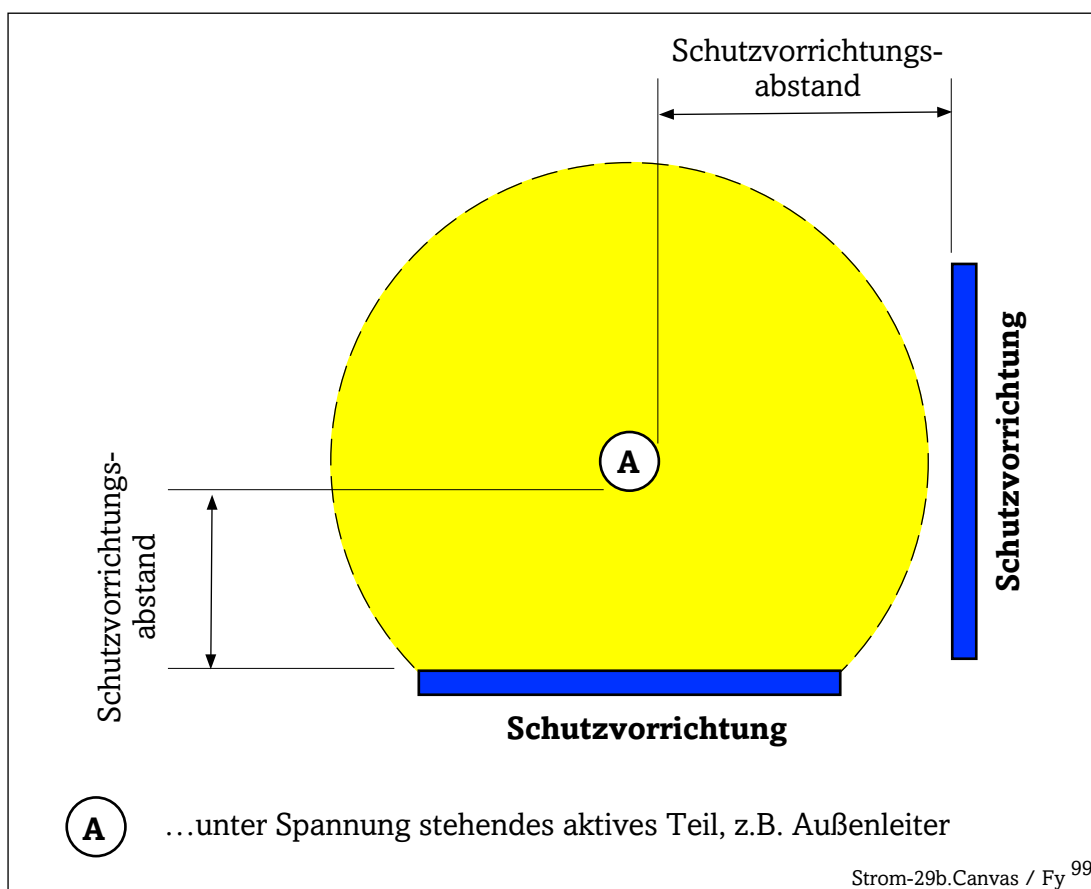 Schutzvorrichtungs-
abstand
A
Schutzvorrichtung
Schutzvorrichtungs-
abstand
Schutzvorrichtung
A
…unter Spannung stehendes aktives Teil, z.B. Außenleiter
Strom-29b.Canvas / Fy 99